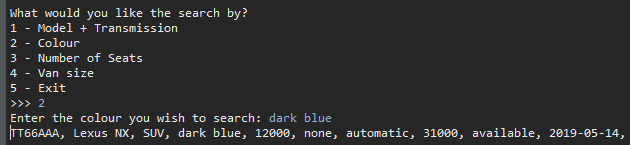 What would you like the search by?
1 - Model + Transmission
2 - Colour
3 - Number of Seats
4 - Van size
5 - Exit
>>> 2
Enter the colour you wish to search: dark blue
TT66AAA, Lexus NX, SUV, dark blue, 12000, none, automatic, 31000, available, 2019-05-14,